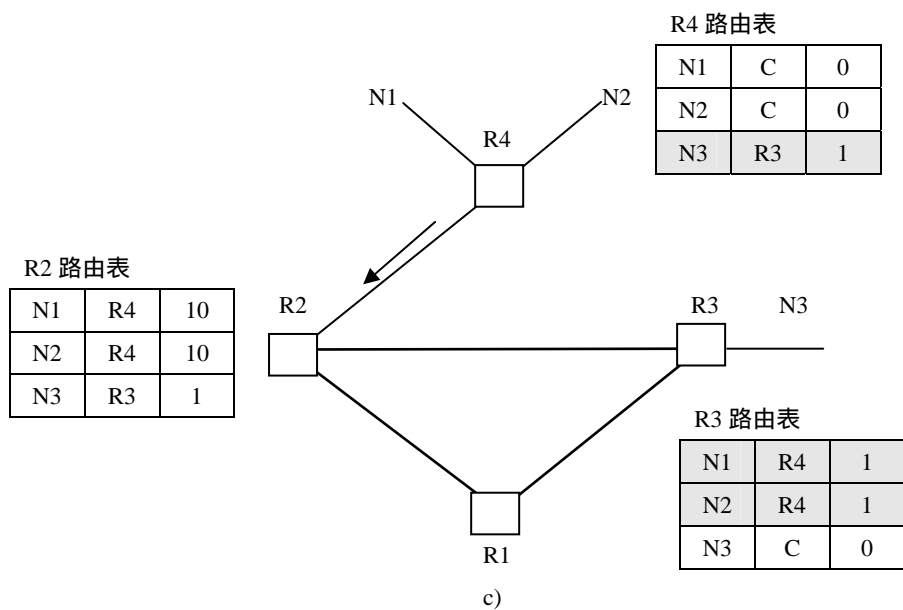 R4 路由表
N1 C 0
N2 C 0
N3 R3 1
N1
N2
R4
R2 路由表
N1 R4 10
N2 R4 10
N3 R3 1
R2
R3
N3
R3 路由表
N1 R4 1
N2 R4 1
N3 C 0
R1
c)